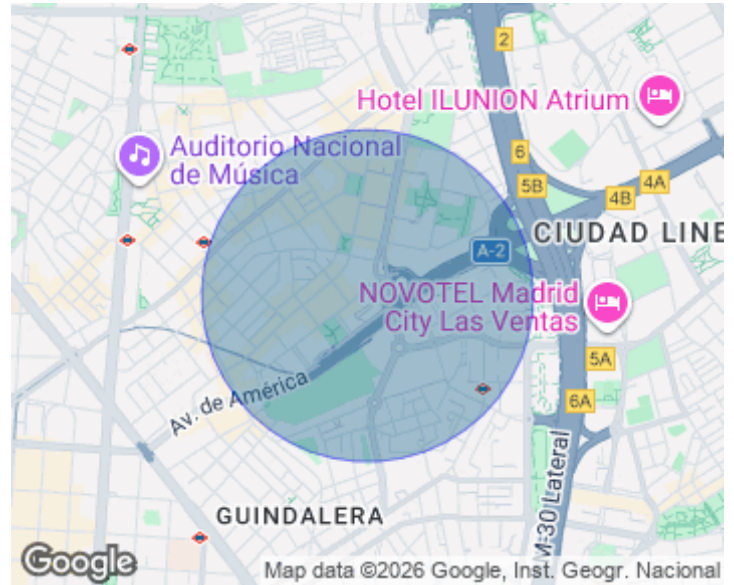 2
Hotel ILUNION Atrium
Auditorio Nacional
de Música
6
5B
4A
4B
CIUDAD LINE
A-2
NOVOTEL Madrid
City Las Ventas
5A
Av. de América
6A
M-30 Lateral
GUINDALERA
Google
Map data ©2026 Google, Inst. Geogr. Nacional